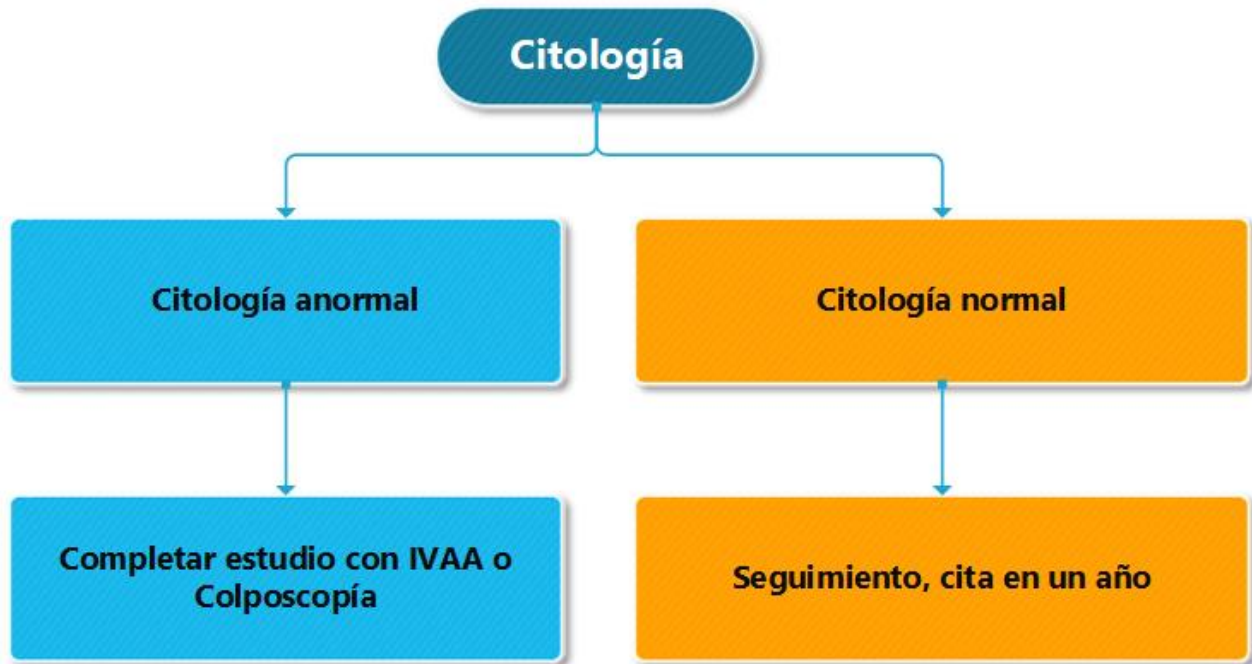 Citología
Citología anormal
Citología normal
Completar estudio con IVAA o
Colposcopía
Seguimiento, cita en un año